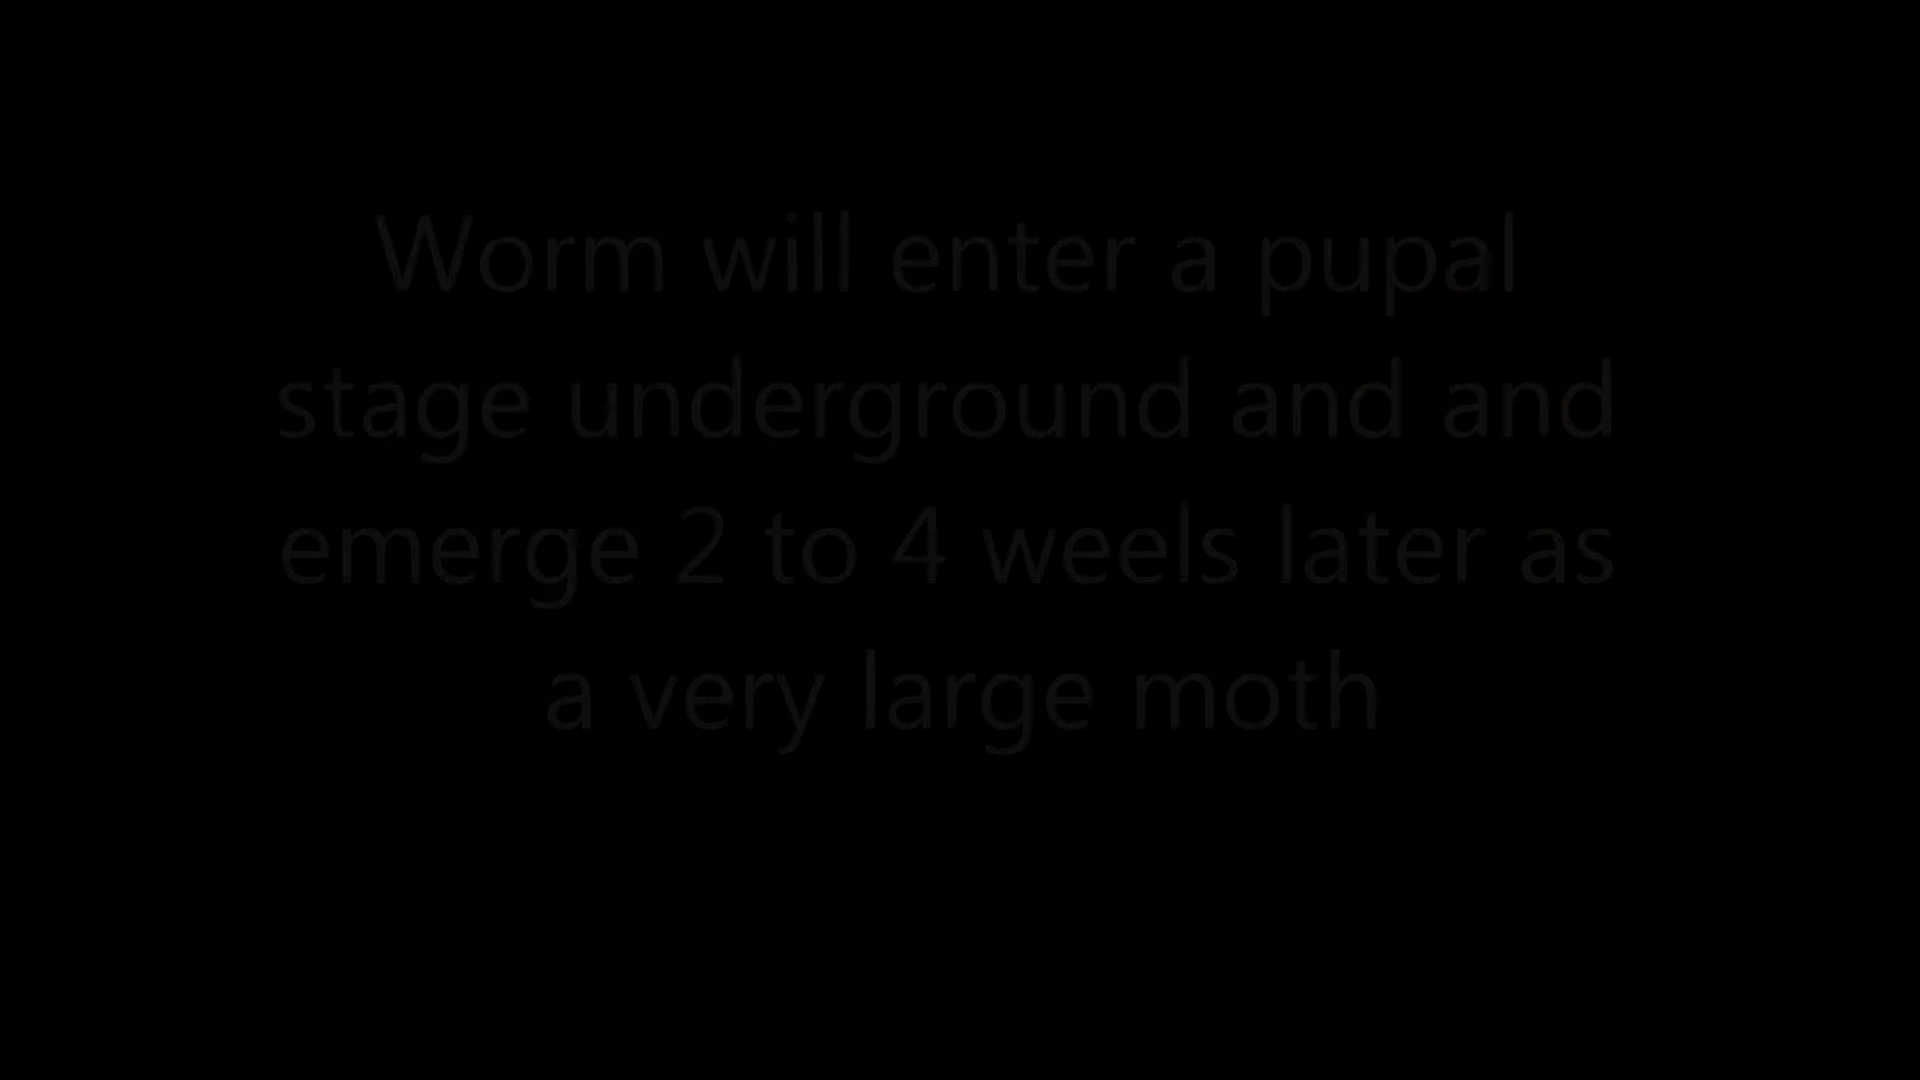 Worm will enter a pupal
stage underground and and
emerge 2 to 4 weels later as
a very large moth